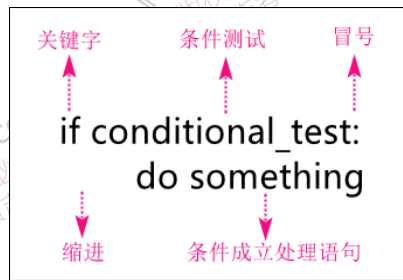 关键字 条件测试 冒号
if conditional_test:
do something
缩进 条件成立处理语句